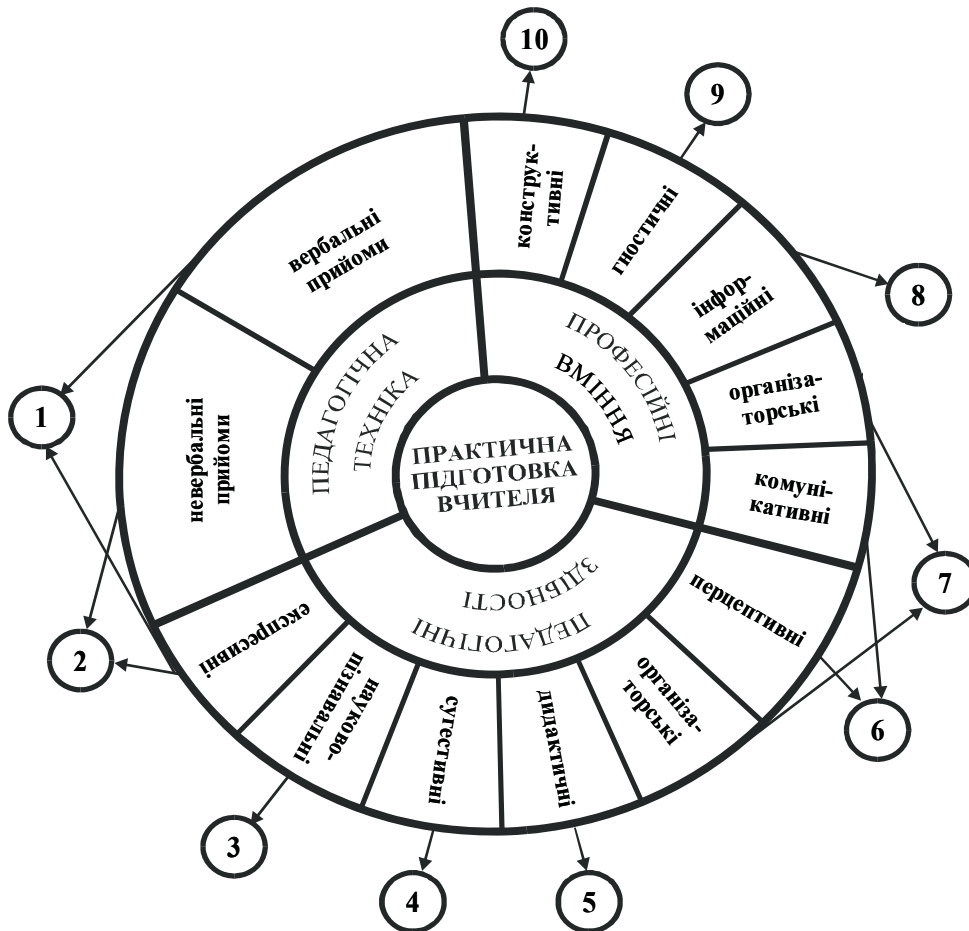 10
9
8
7
6
5
4
3
2
1
ПРАКТИЧНА
ПІДГОТОВКА
ВЧИТЕЛЯ
ПРОФЕСІЙНІ
ВМІННЯ
конструк-
тивні
гностичні
інфор-
маційні
організа-
торські
комуні-
кативні
ПЕДАГОГІЧНІ
ЗДІБНОСТІ
перцептивні
організа-
торські
дидактичні
сугестивні
науково-
пізнавальні
експресивні
ПЕДАГОГІЧНА
ТЕХНІКА
невербальні
прийоми
вербальні
прийоми